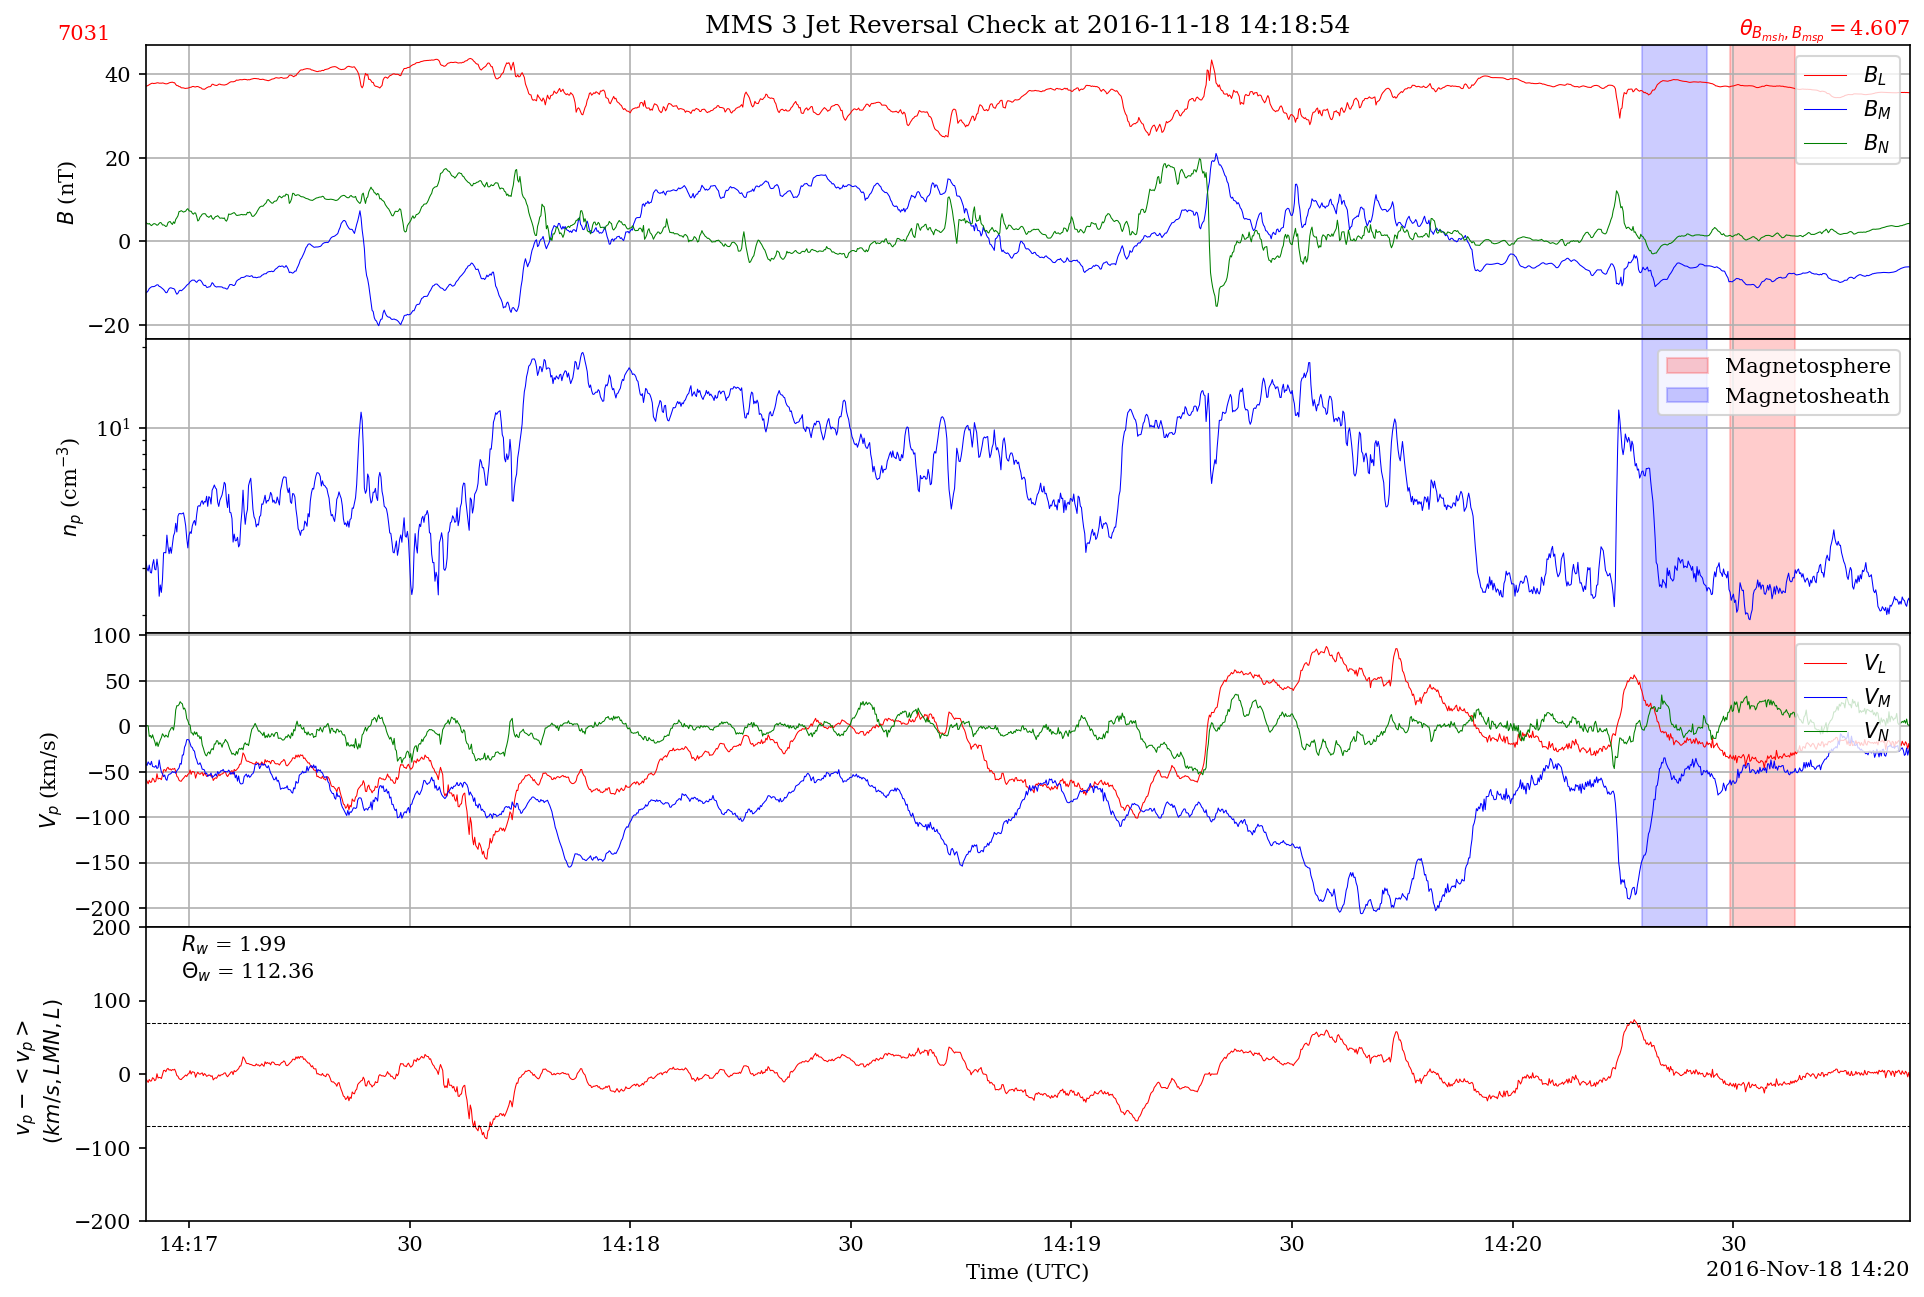 MMS 3 Jet Reversal Check at 2016-11-18 14:18:54
7031
θ_{B_{msh}, B_{msp}} = 4.607
40
20
0
−20
B (nT)
B_L
B_M
B_N
10^1
n_p (cm^{−3})
Magnetosphere
Magnetosheath
100
50
0
−50
−100
−150
−200
V_p (km/s)
V_L
V_M
V_N
200
100
0
−100
−200
v_p − < v_p >
(km/s, LMN, L)
R_w = 1.99
Θ_w = 112.36
14:17
30
14:18
30
14:19
30
14:20
30
Time (UTC)
2016-Nov-18 14:20